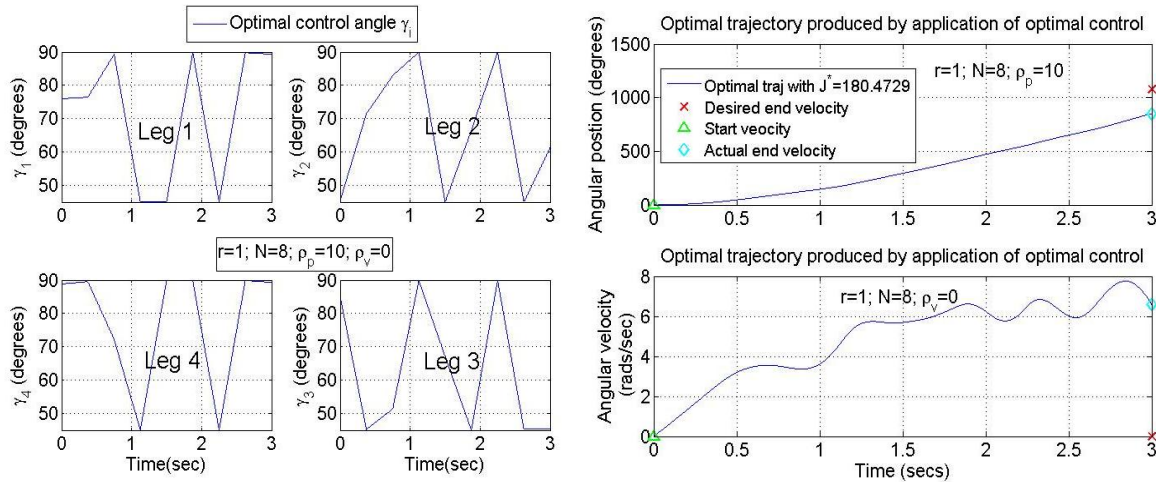 Optimal control angle γi
γ1 (degrees)
90
80
70
60
50
Leg 1
0
1
2
3
γ2 (degrees)
90
80
70
60
50
Leg 2
0
1
2
3
r=1; N=8; ρp=10; ρv=0
γ4 (degrees)
90
80
70
60
50
Leg 4
0
1
2
3
Time(sec)
γ3 (degrees)
90
80
70
60
50
Leg 3
0
1
2
3
Time(sec)
Optimal trajectory produced by application of optimal control
Angular postion (degrees)
1500
1000
500
0
r=1; N=8; ρp=10
Optimal traj with J*=180.4729
Desired end velocity
Start veocity
Actual end velocity
0
0.5
1
1.5
2
2.5
3
Optimal trajectory produced by application of optimal control
Angular velocity
(rads/sec)
8
6
4
2
0
r=1; N=8; ρv=0
0
0.5
1
1.5
2
2.5
3
Time (secs)